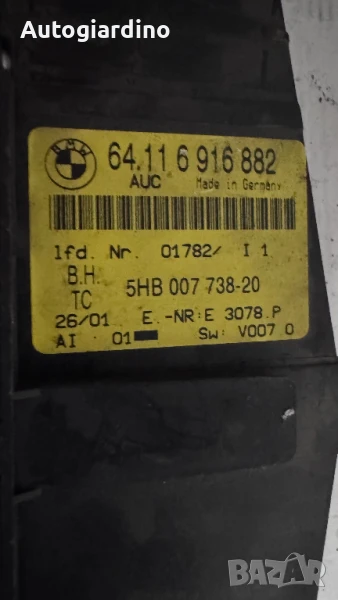 Autogiardino
BMW
64.11 6 916 882
AUC Made in Germany
lfd. Nr. 01782/ I 1
B.H.
TC 5HB 007 738-20
26/01 E.-NR:E 3078.P
AI 01 SW: V007 0
bazar